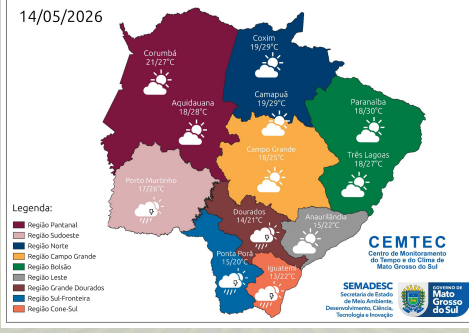 14/05/2026
Corumbá
21/27°C
Coxim
19/29°C
Aquidauana
18/28°C
Camapuã
19/29°C
Paranaíba
18/30°C
Campo Grande
18/25°C
Três Lagoas
18/27°C
Porto Murtinho
17/26°C
Dourados
14/21°C
Anaurilândia
15/22°C
Ponta Porã
15/20°C
Iguatemi
13/22°C
Legenda:
Região Pantanal
Região Sudoeste
Região Norte
Região Campo Grande
Região Bolsão
Região Leste
Região Grande Dourados
Região Sul-Fronteira
Região Cone-Sul
CEMTEC
Centro de Monitoramento
do Tempo e do Clima de
Mato Grosso do Sul
SEMADESC
Secretaria de Estado
de Meio Ambiente,
Desenvolvimento, Ciência,
Tecnologia e Inovação
GOVERNO DE
Mato
Grosso
do Sul